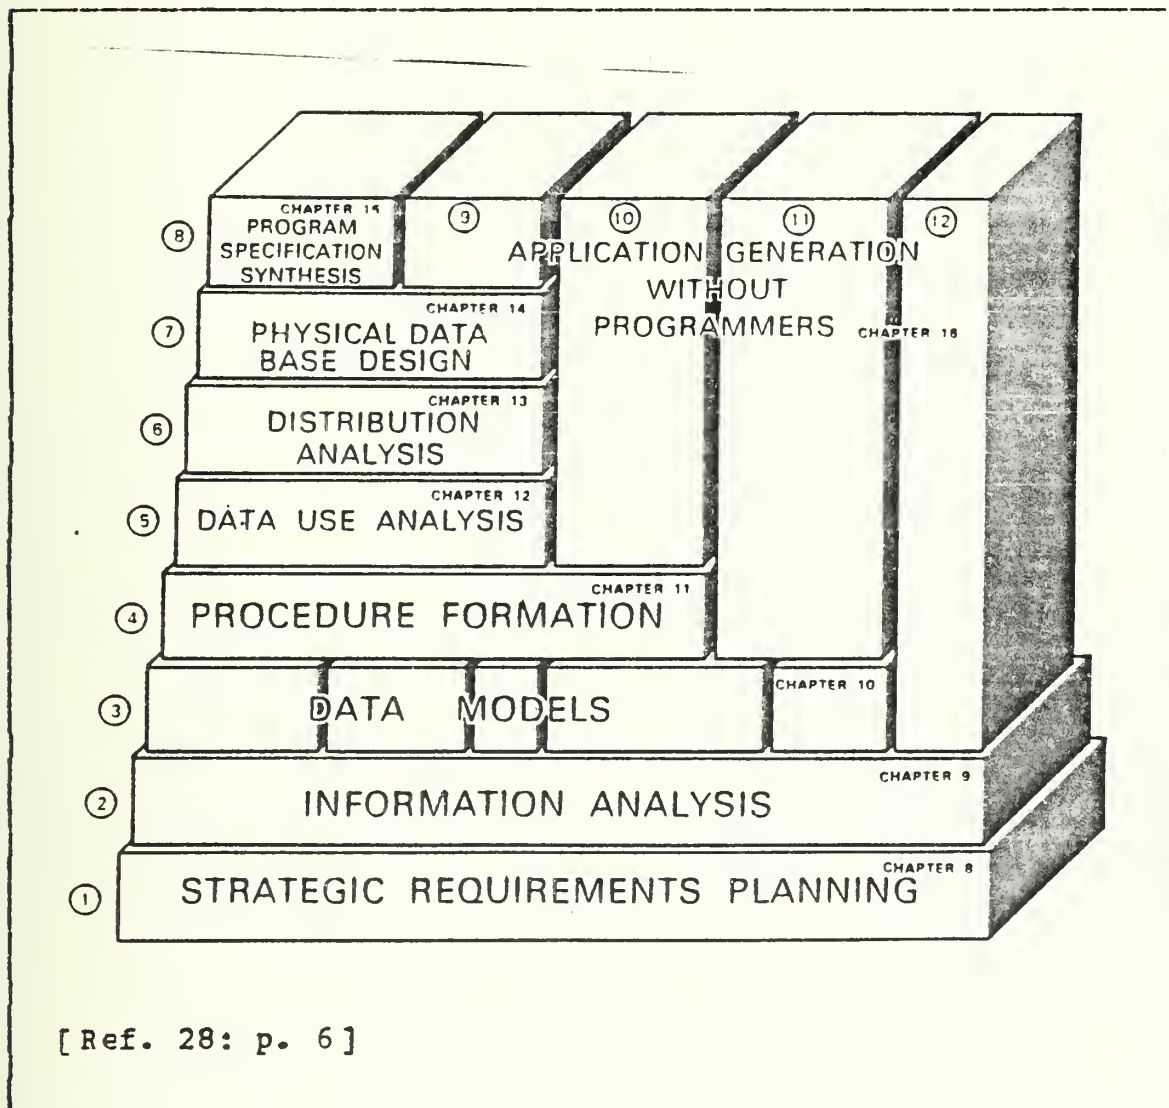 CHAPTER 15
⑧ PROGRAM
SPECIFICATION
SYNTHESIS
⑨ ⑩ ⑪ ⑫
APPLICATION GENERATION
WITHOUT
PROGRAMMERS
CHAPTER 16
CHAPTER 14
⑦ PHYSICAL DATA
BASE DESIGN
CHAPTER 13
⑥ DISTRIBUTION
ANALYSIS
CHAPTER 12
⑤ DATA USE ANALYSIS
CHAPTER 11
④ PROCEDURE FORMATION
CHAPTER 10
③ DATA MODELS
CHAPTER 9
② INFORMATION ANALYSIS
CHAPTER 8
① STRATEGIC REQUIREMENTS PLANNING
[Ref. 28: p. 6]